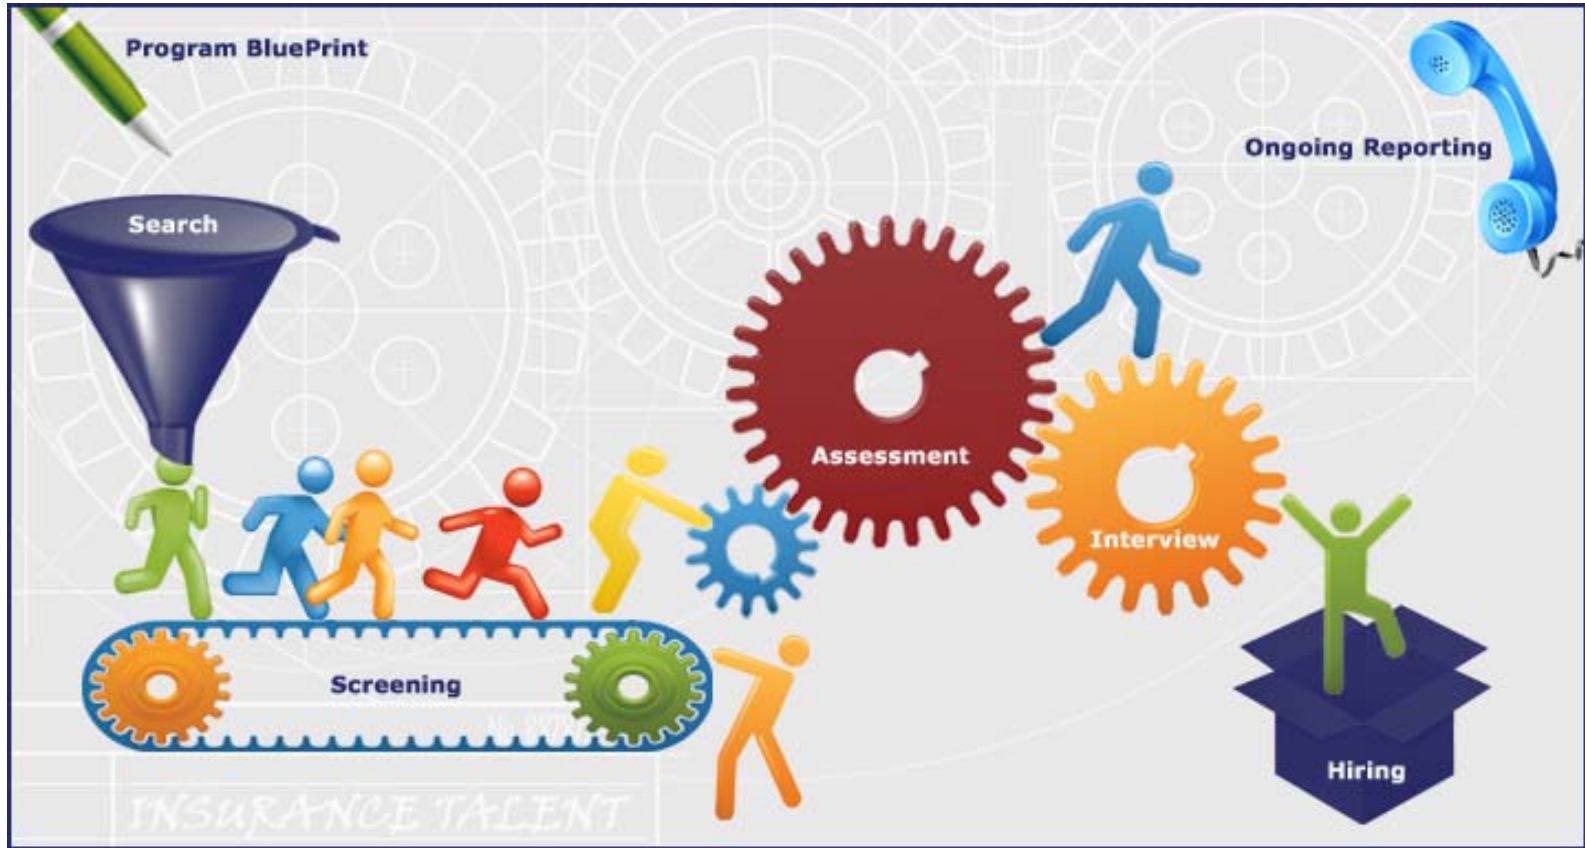 Program BluePrint
Ongoing Reporting
Search
Assessment
Interview
Screening
Hiring
INSURANCE TALENT